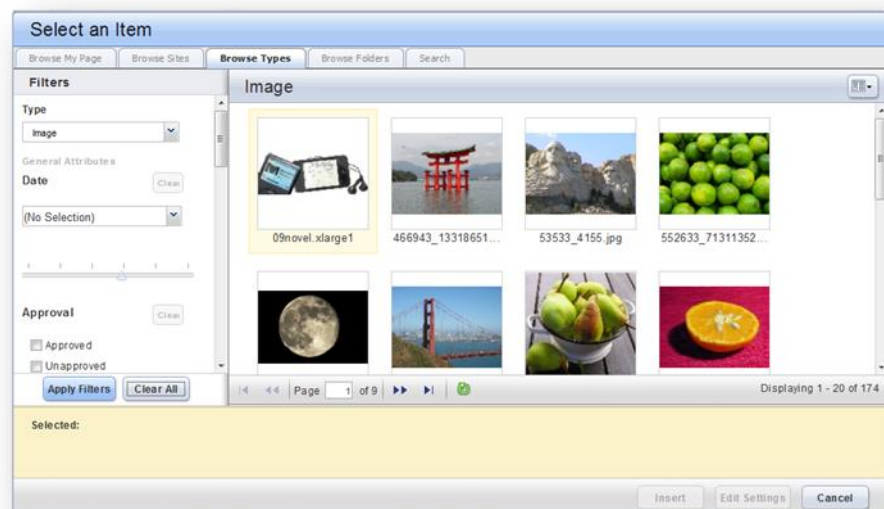 Select an Item
Browse My Page Browse Sites Browse Types Browse Folders Search
Filters
Image
Type
Image
General Attributes
Date Clear
(No Selection)
Approval Clear
Approved
Unapproved
Apply Filters Clear All
09novel.xlarge1 466943_13318651... 53533_4155.jpg 552633_71311352...
Page 1 of 9 Displaying 1 - 20 of 174
Selected:
Insert Edit Settings Cancel